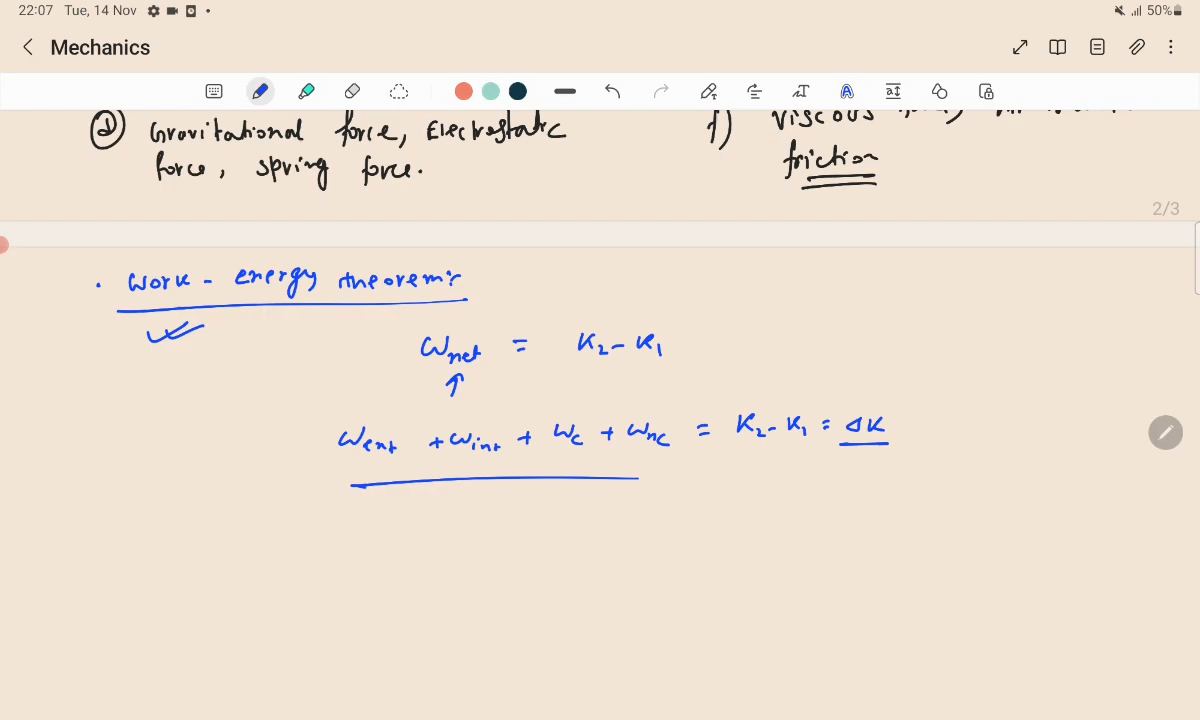 22:07 Tue, 14 Nov
50%
Mechanics
d) Gravitational force, Electrostatic
force, spring force.
f) viscous
friction
2/3
· Work - energy theorem:
Wnet = K2 - K1
Wext + Wint + Wc + Wnc = K2 - K1 = ΔK